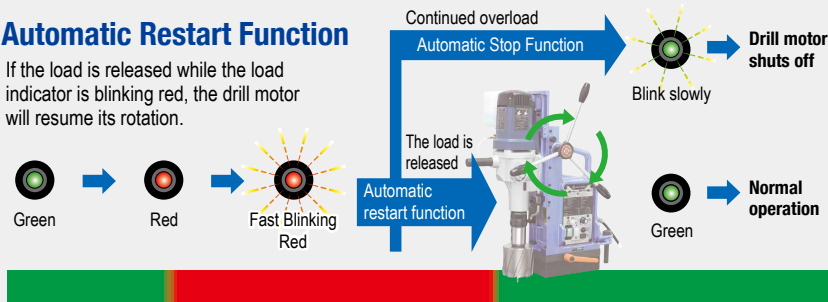 Automatic Restart Function
If the load is released while the load
indicator is blinking red, the drill motor
will resume its rotation.
Green
Red
Fast Blinking
Red
Continued overload
Automatic Stop Function
Blink slowly
Drill motor
shuts off
The load is
released
Automatic
restart function
Green
Normal
operation